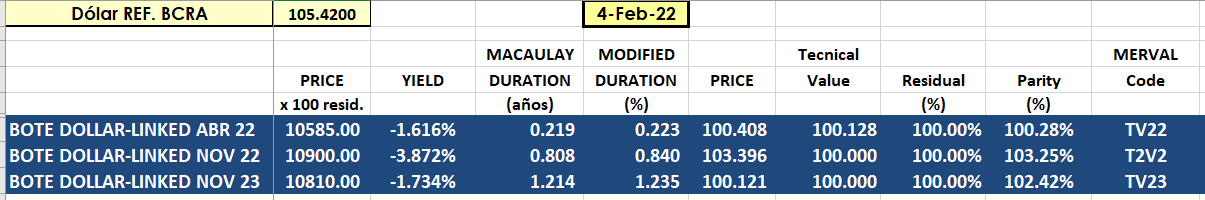 Dólar REF. BCRA 105.4200 4-Feb-22
MACAULAY MODIFIED Tecnical MERVAL
PRICE YIELD DURATION DURATION PRICE Value Residual Parity Code
x 100 resid. (años) (%) (%) (%)
BOTE DOLLAR-LINKED ABR 22 10585.00 -1.616% 0.219 0.223 100.408 100.128 100.00% 100.28% TV22
BOTE DOLLAR-LINKED NOV 22 10900.00 -3.872% 0.808 0.840 103.396 100.000 100.00% 103.25% T2V2
BOTE DOLLAR-LINKED NOV 23 10810.00 -1.734% 1.214 1.235 100.121 100.000 100.00% 102.42% TV23